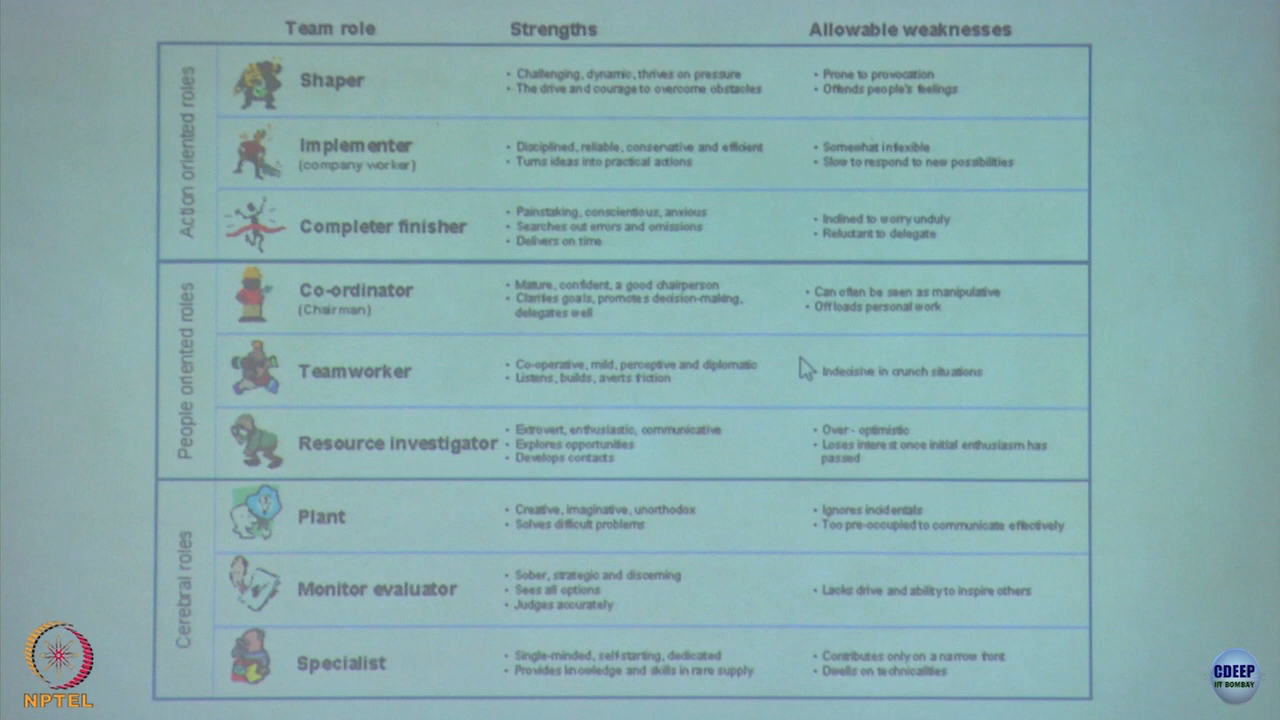 Team role Strengths Allowable weaknesses
Action oriented roles
Shaper
• Challenging, dynamic, thrives on pressure
• The drive and courage to overcome obstacles
• Prone to provocation
• Offends people's feelings
Implementer
(company worker)
• Disciplined, reliable, conservative and efficient
• Turns ideas into practical actions
• Somewhat inflexible
• Slow to respond to new possibilities
Completer finisher
• Painstaking, conscientious, anxious
• Searches out errors and omissions
• Delivers on time
• Inclined to worry unduly
• Reluctant to delegate
People oriented roles
Co-ordinator
(Chairman)
• Mature, confident, a good chairperson
• Clarifies goals, promotes decision-making,
delegates well
• Can often be seen as manipulative
• Off loads personal work
Teamworker
• Co-operative, mild, perceptive and diplomatic
• Listens, builds, averts friction
Indecisive in crunch situations
Resource investigator
• Extrovert, enthusiastic, communicative
• Explores opportunities
• Develops contacts
• Over - optimistic
• Loses interest once initial enthusiasm has
passed
Cerebral roles
Plant
• Creative, imaginative, unorthodox
• Solves difficult problems
• Ignores incidentals
• Too pre-occupied to communicate effectively
Monitor evaluator
• Sober, strategic and discerning
• Sees all options
• Judges accurately
• Lacks drive and ability to inspire others
Specialist
• Single-minded, self-starting, dedicated
• Provides knowledge and skills in rare supply
• Contributes only on a narrow front
• Dwells on technicalities
NPTEL
CDEEP
IIT BOMBAY